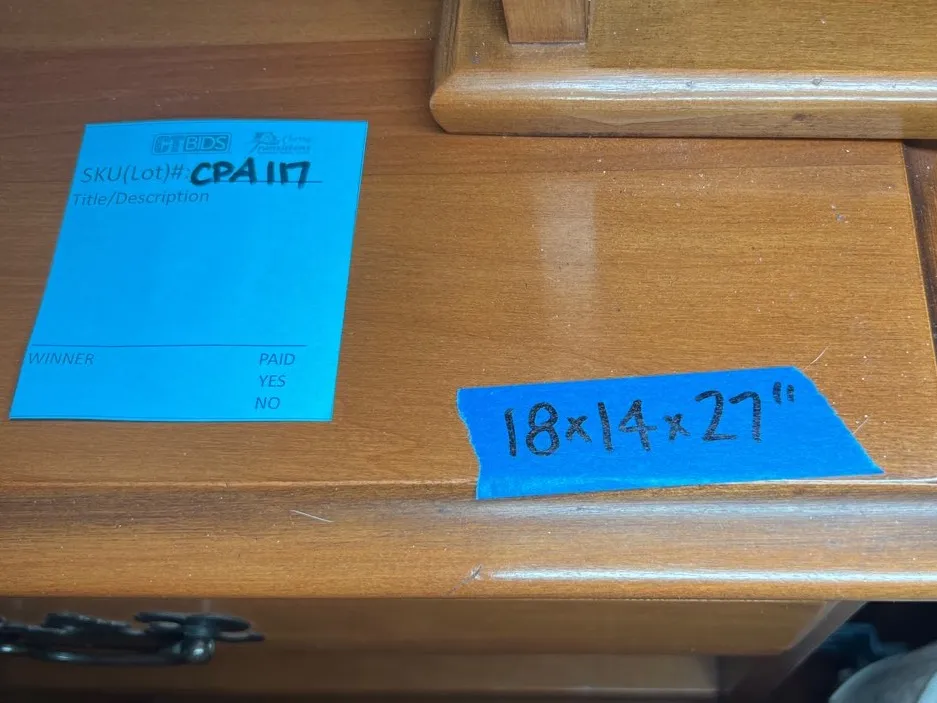 CTBIDS
SKU(Lot)#: CPA117
Title/Description
WINNER PAID
YES
NO
18x14x27"